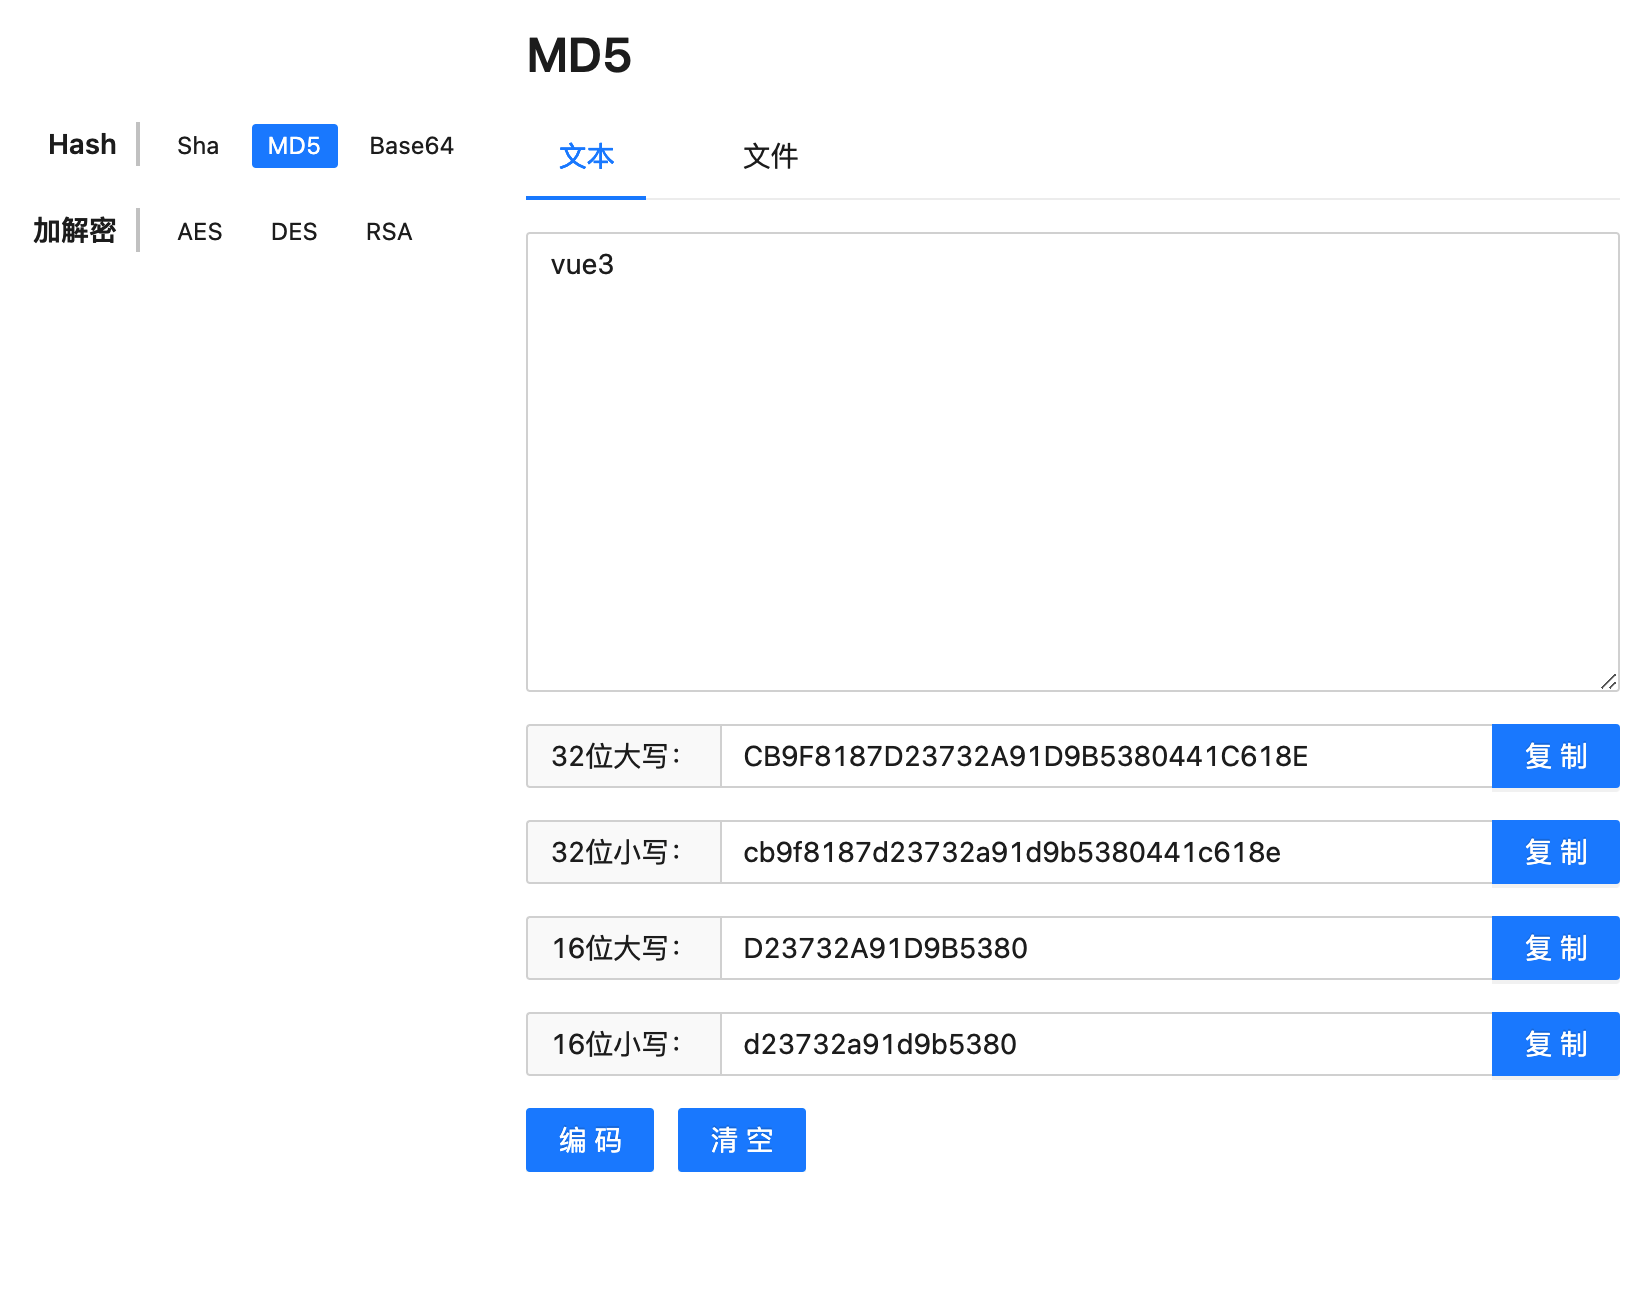 MD5
Hash Sha MD5 Base64
加解密 AES DES RSA
文本 文件
vue3
32位大写： CB9F8187D23732A91D9B5380441C618E 复 制
32位小写： cb9f8187d23732a91d9b5380441c618e 复 制
16位大写： D23732A91D9B5380 复 制
16位小写： d23732a91d9b5380 复 制
编 码 清 空